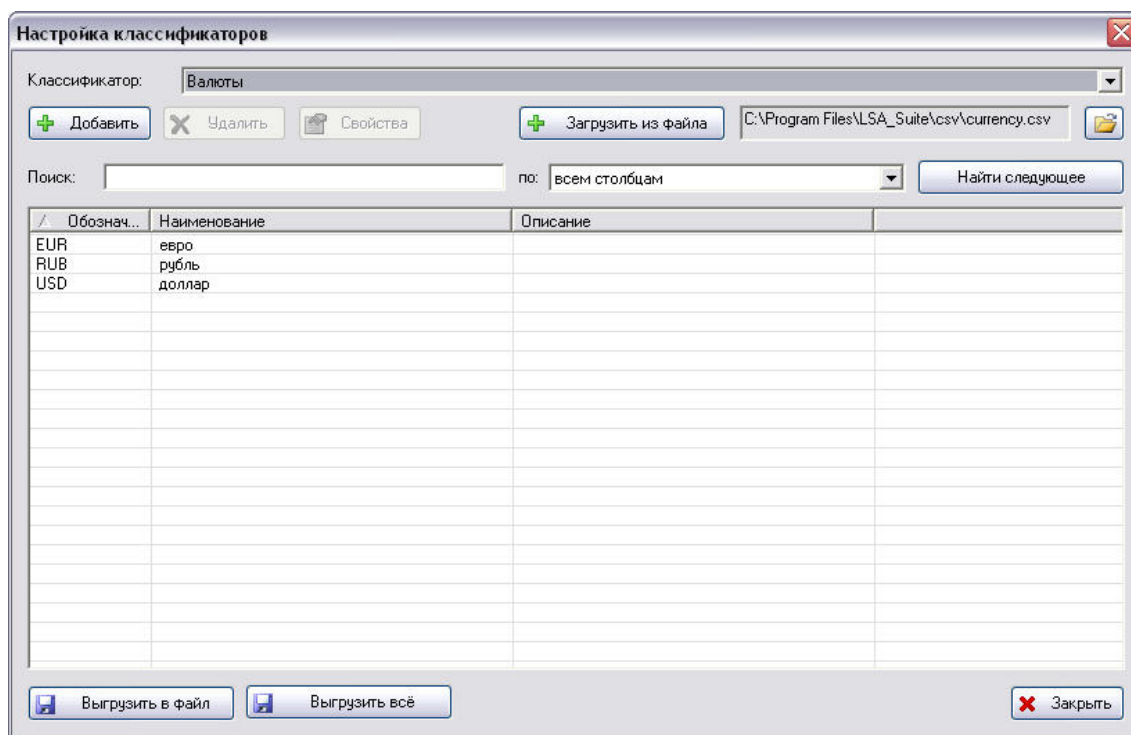 Настройка классификаторов
Классификатор: Валюты
Добавить Удалить Свойства Загрузить из файла C:\Program Files\LSA_Suite\csv\currency.csv
Поиск: по: всем столбцам Найти следующее
Обознач... Наименование Описание
EUR евро
RUB рубль
USD доллар
Выгрузить в файл Выгрузить всё Закрыть